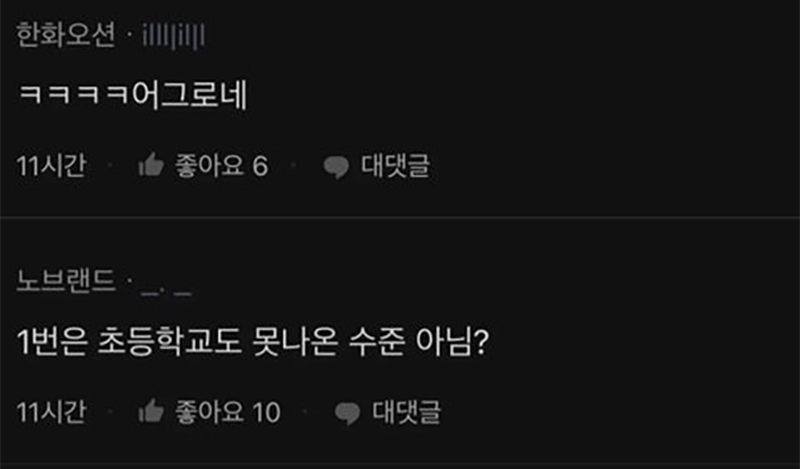 한화오션 · illl|il|l
ㅋㅋㅋㅋ어그로네
11시간 · 좋아요 6 · 대댓글
노브랜드 · _. _
1번은 초등학교도 못나온 수준 아님?
11시간 · 좋아요 10 · 대댓글